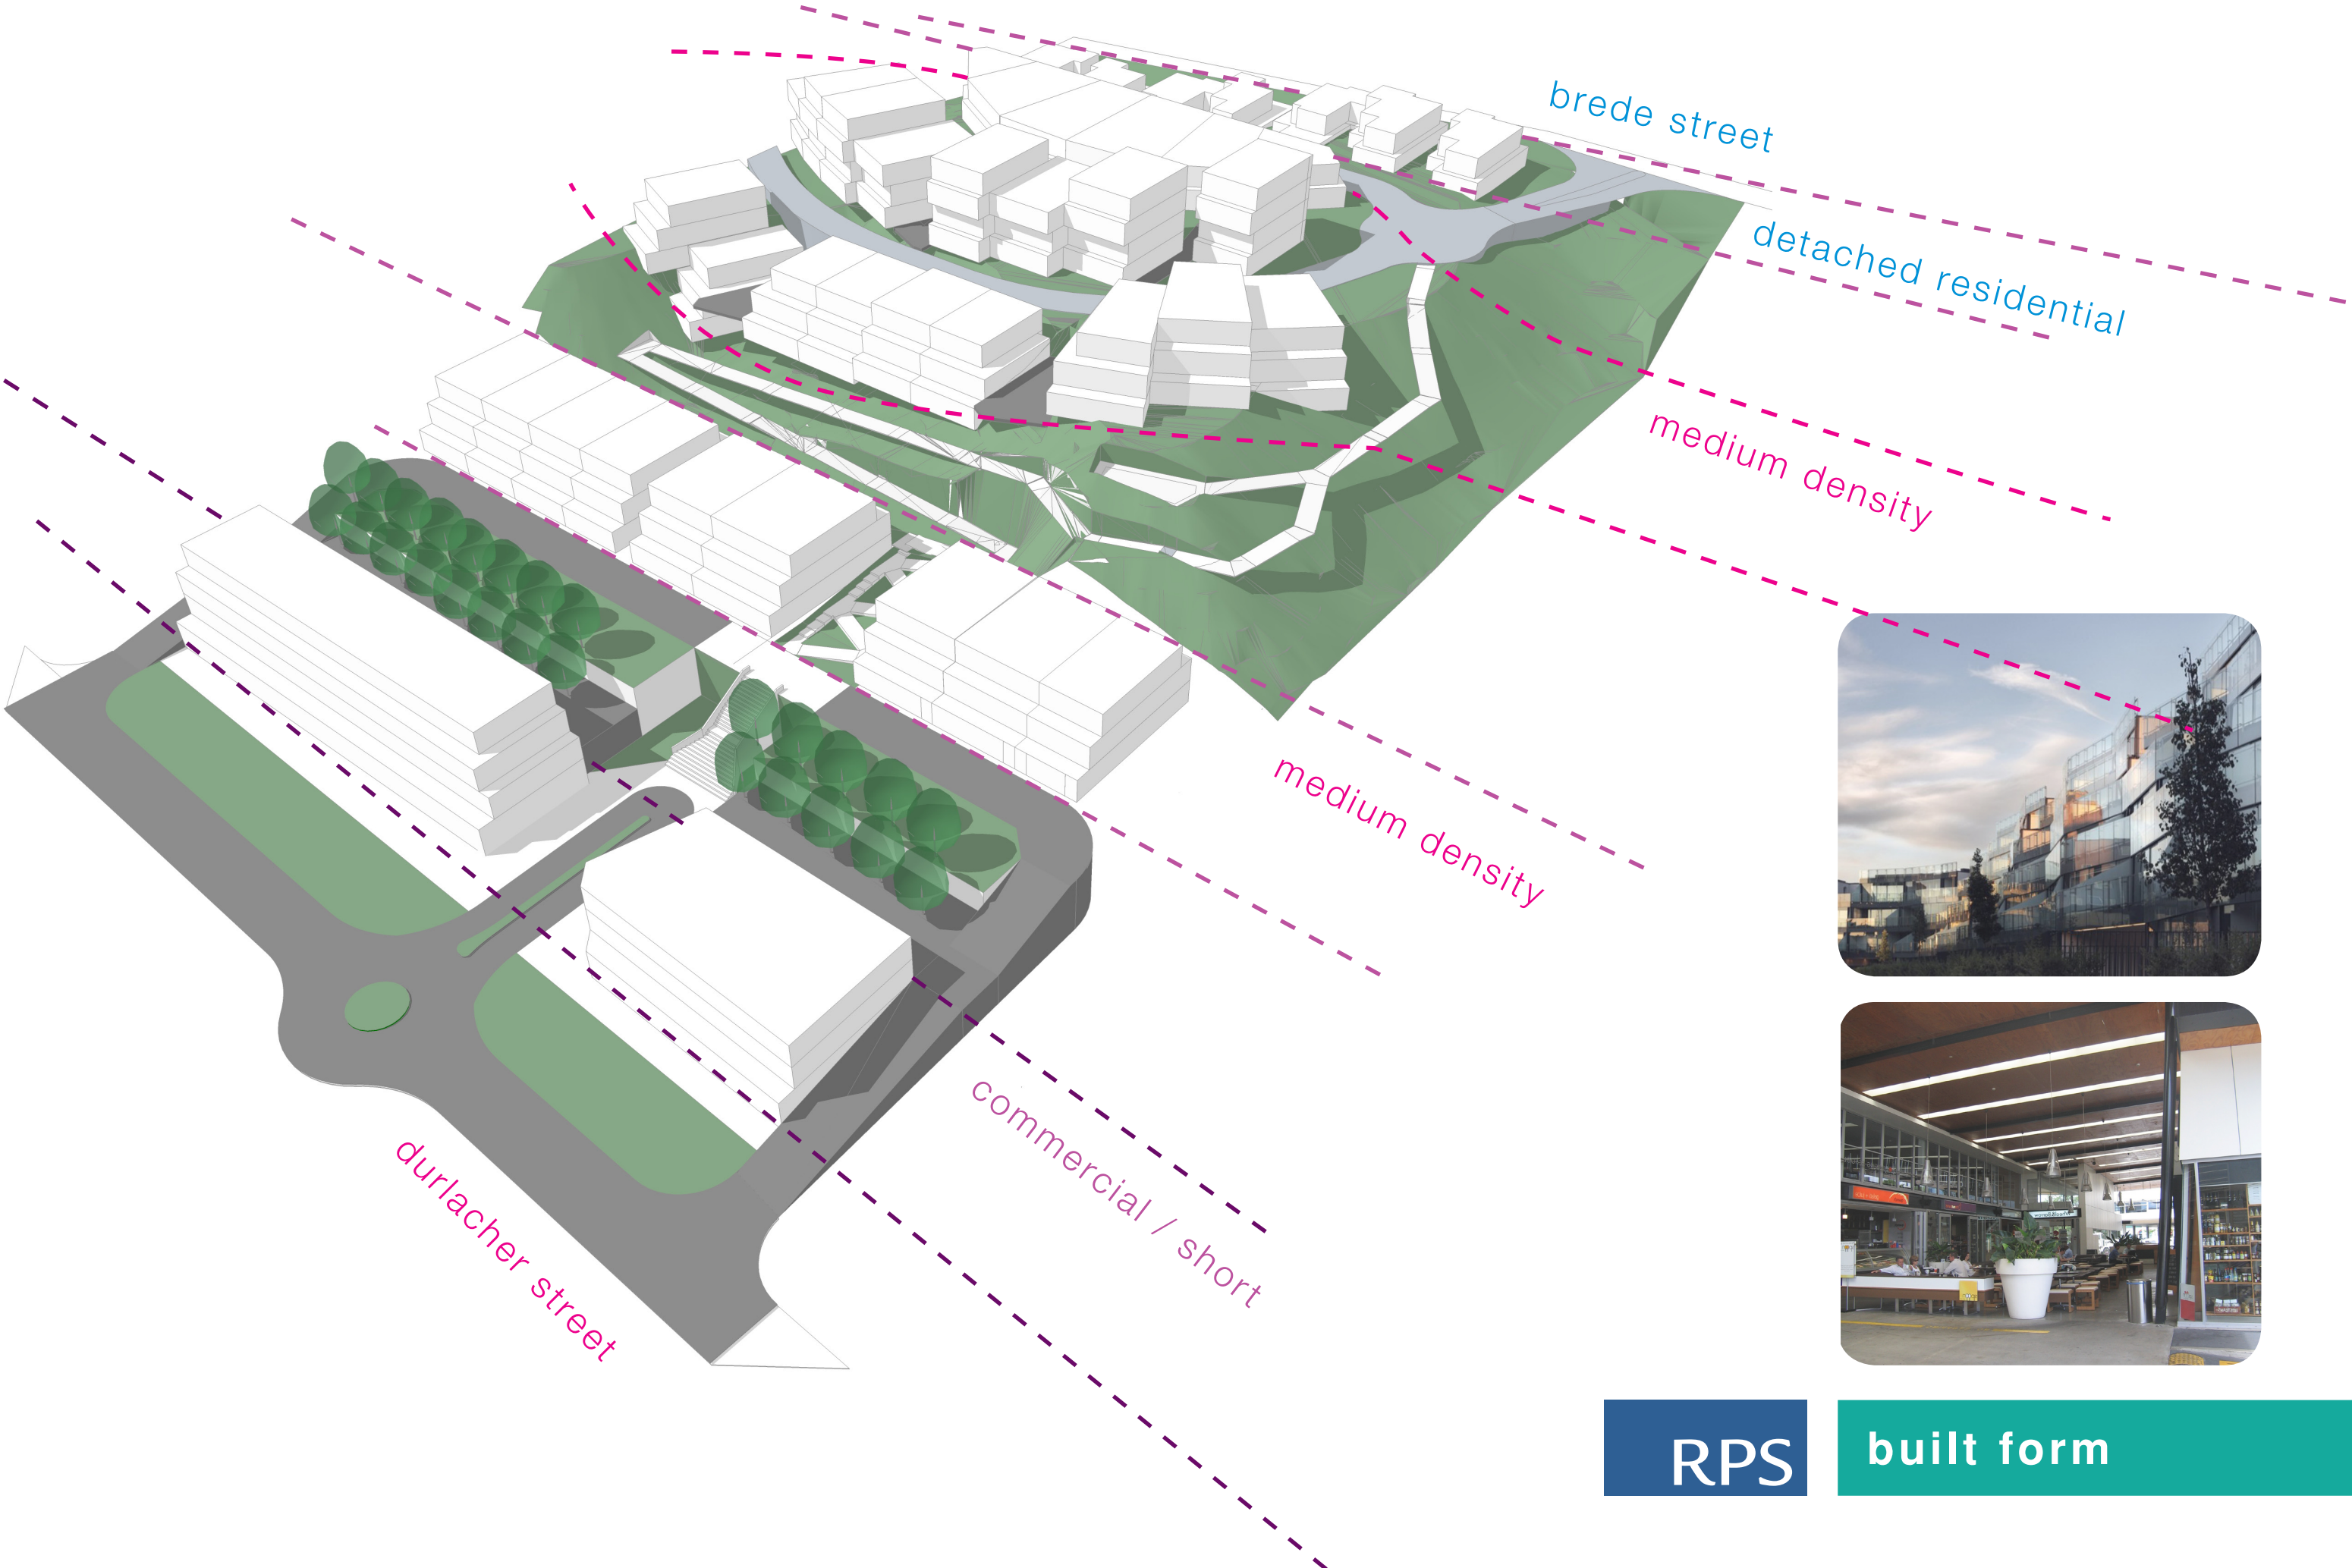 brede street
detached residential
medium density
medium density
commercial / short
durlacher street
RPS
built form